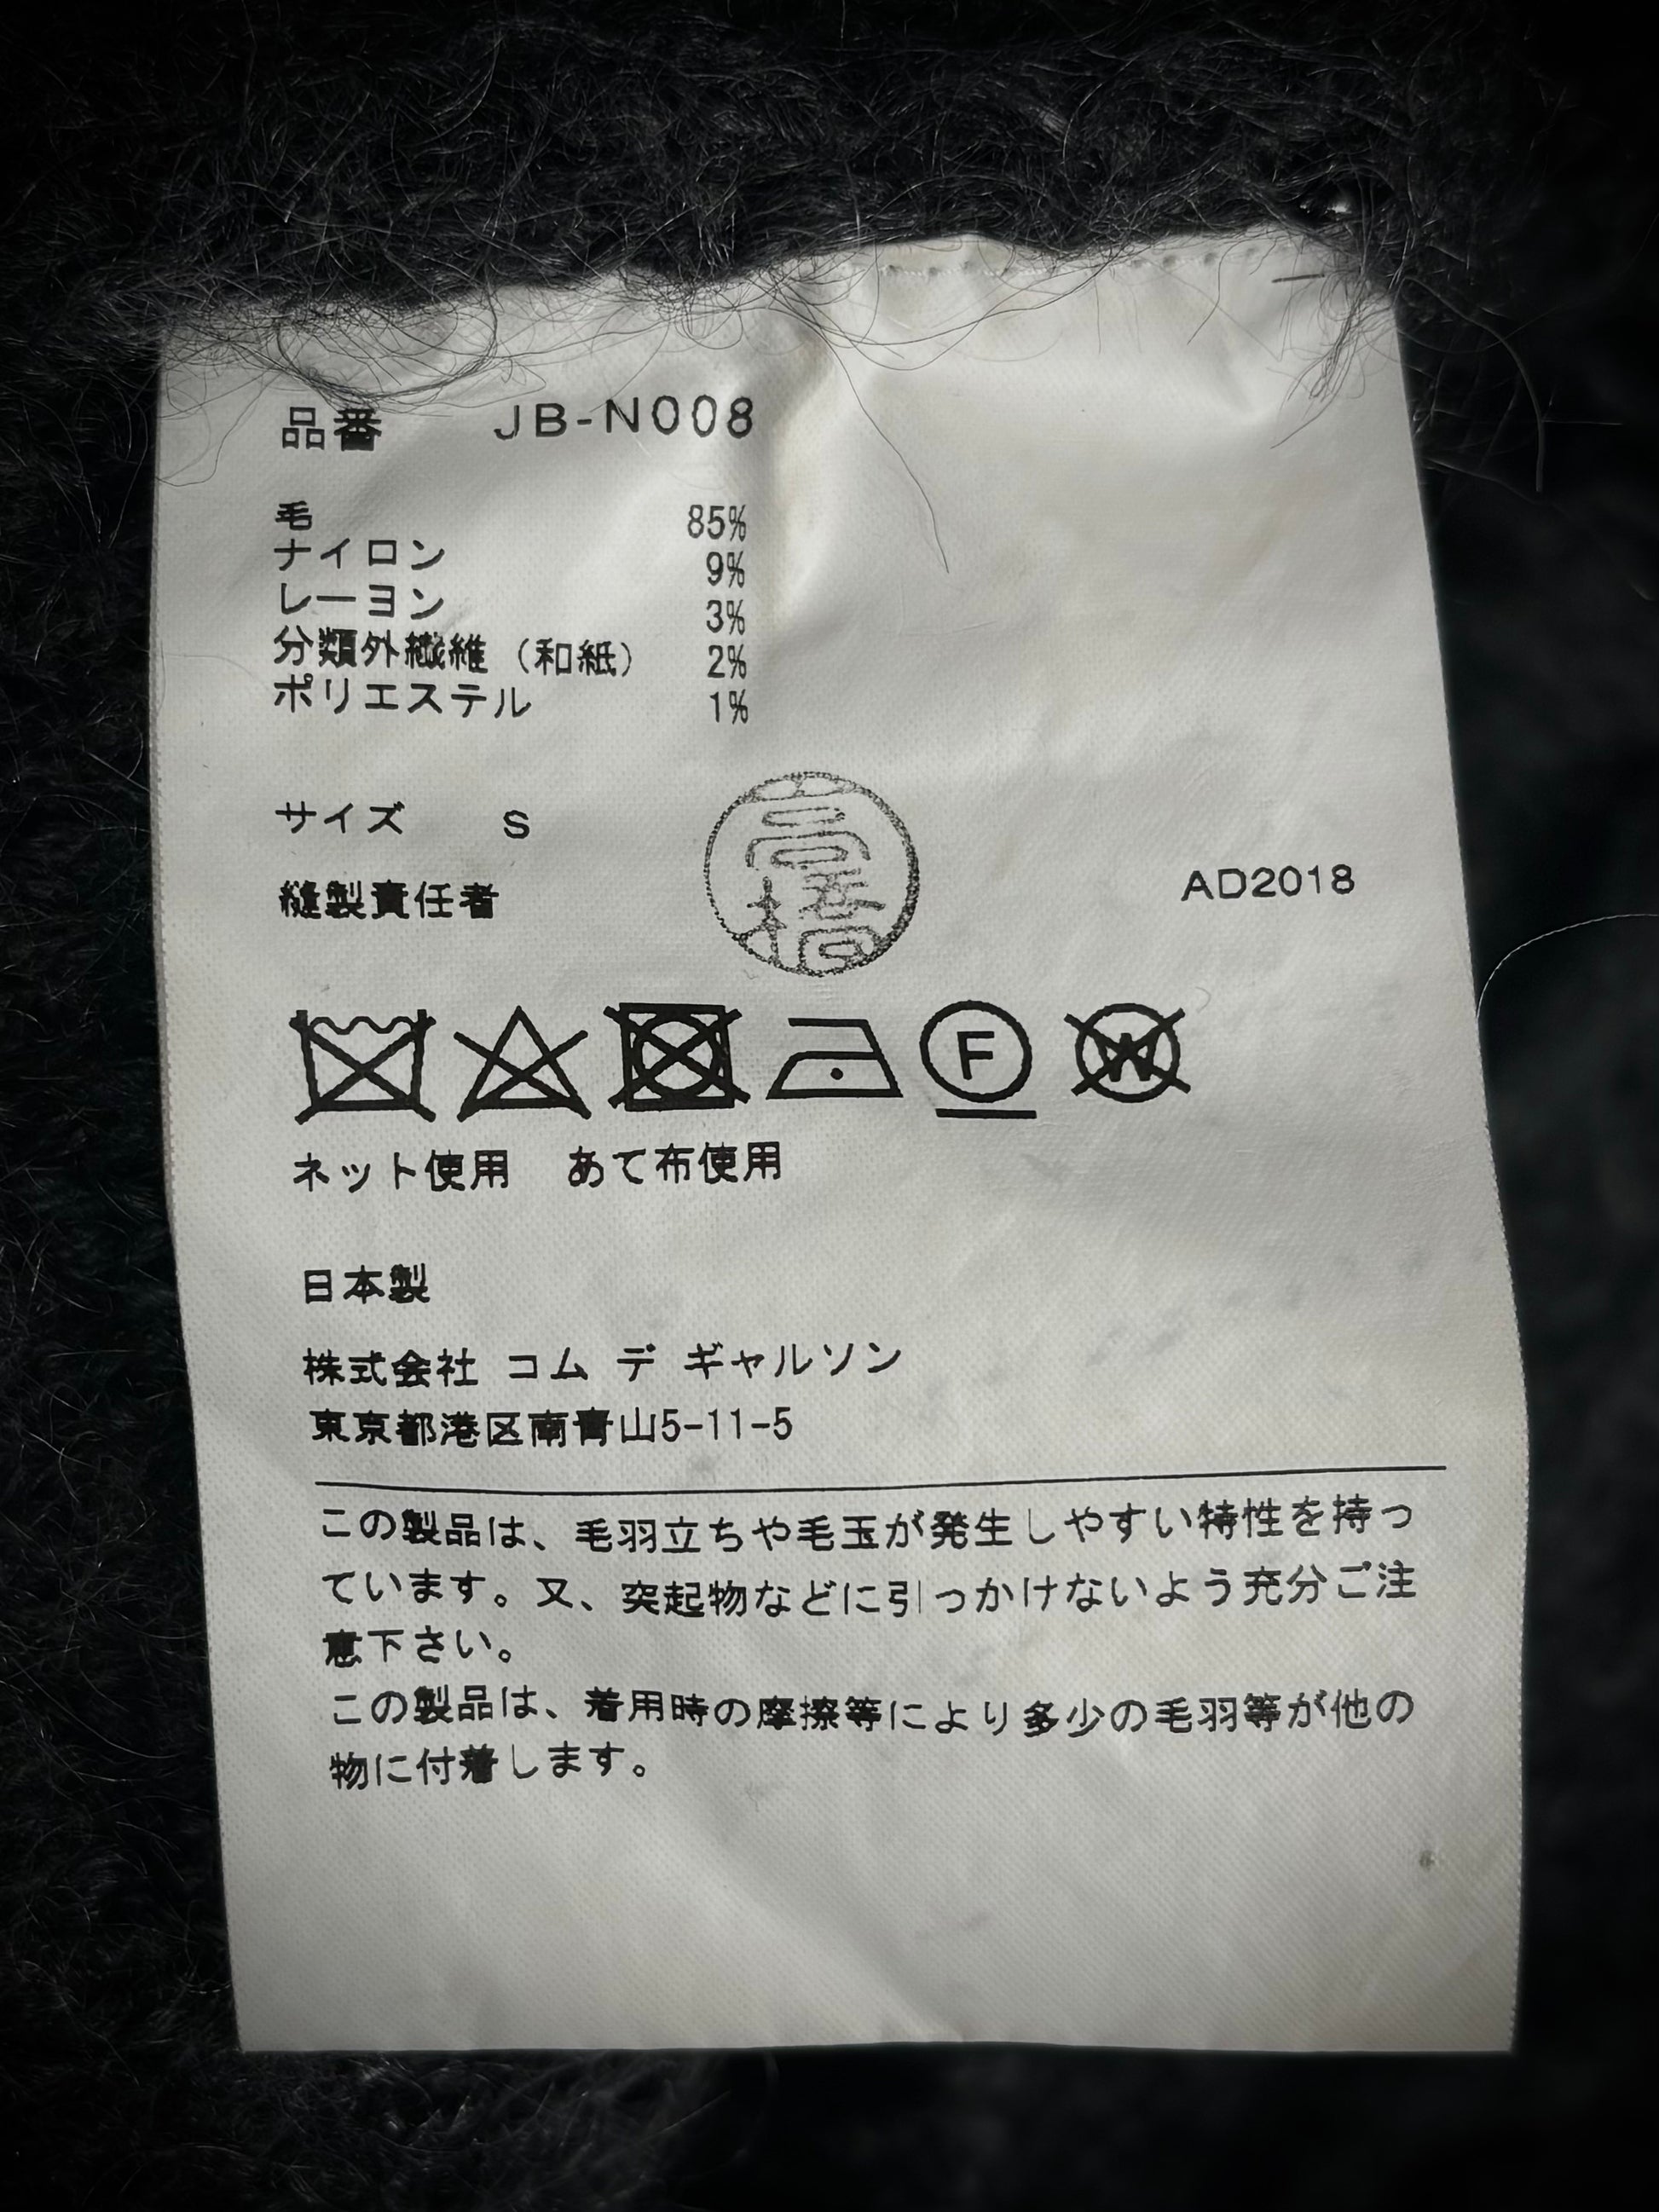 品番 JB-N008
毛 85%
ナイロン 9%
レーヨン 3%
分類外繊維（和紙） 2%
ポリエステル 1%
サイズ S
高橋
縫製責任者
AD2018
F W
ネット使用 あて布使用
日本製
株式会社 コム デ ギャルソン
東京都港区南青山5-11-5
この製品は、毛羽立ちや毛玉が発生しやすい特性を持っ
ています。又、突起物などに引っかけないよう充分ご注
意下さい。
この製品は、着用時の摩擦等により多少の毛羽等が他の
物に付着します。